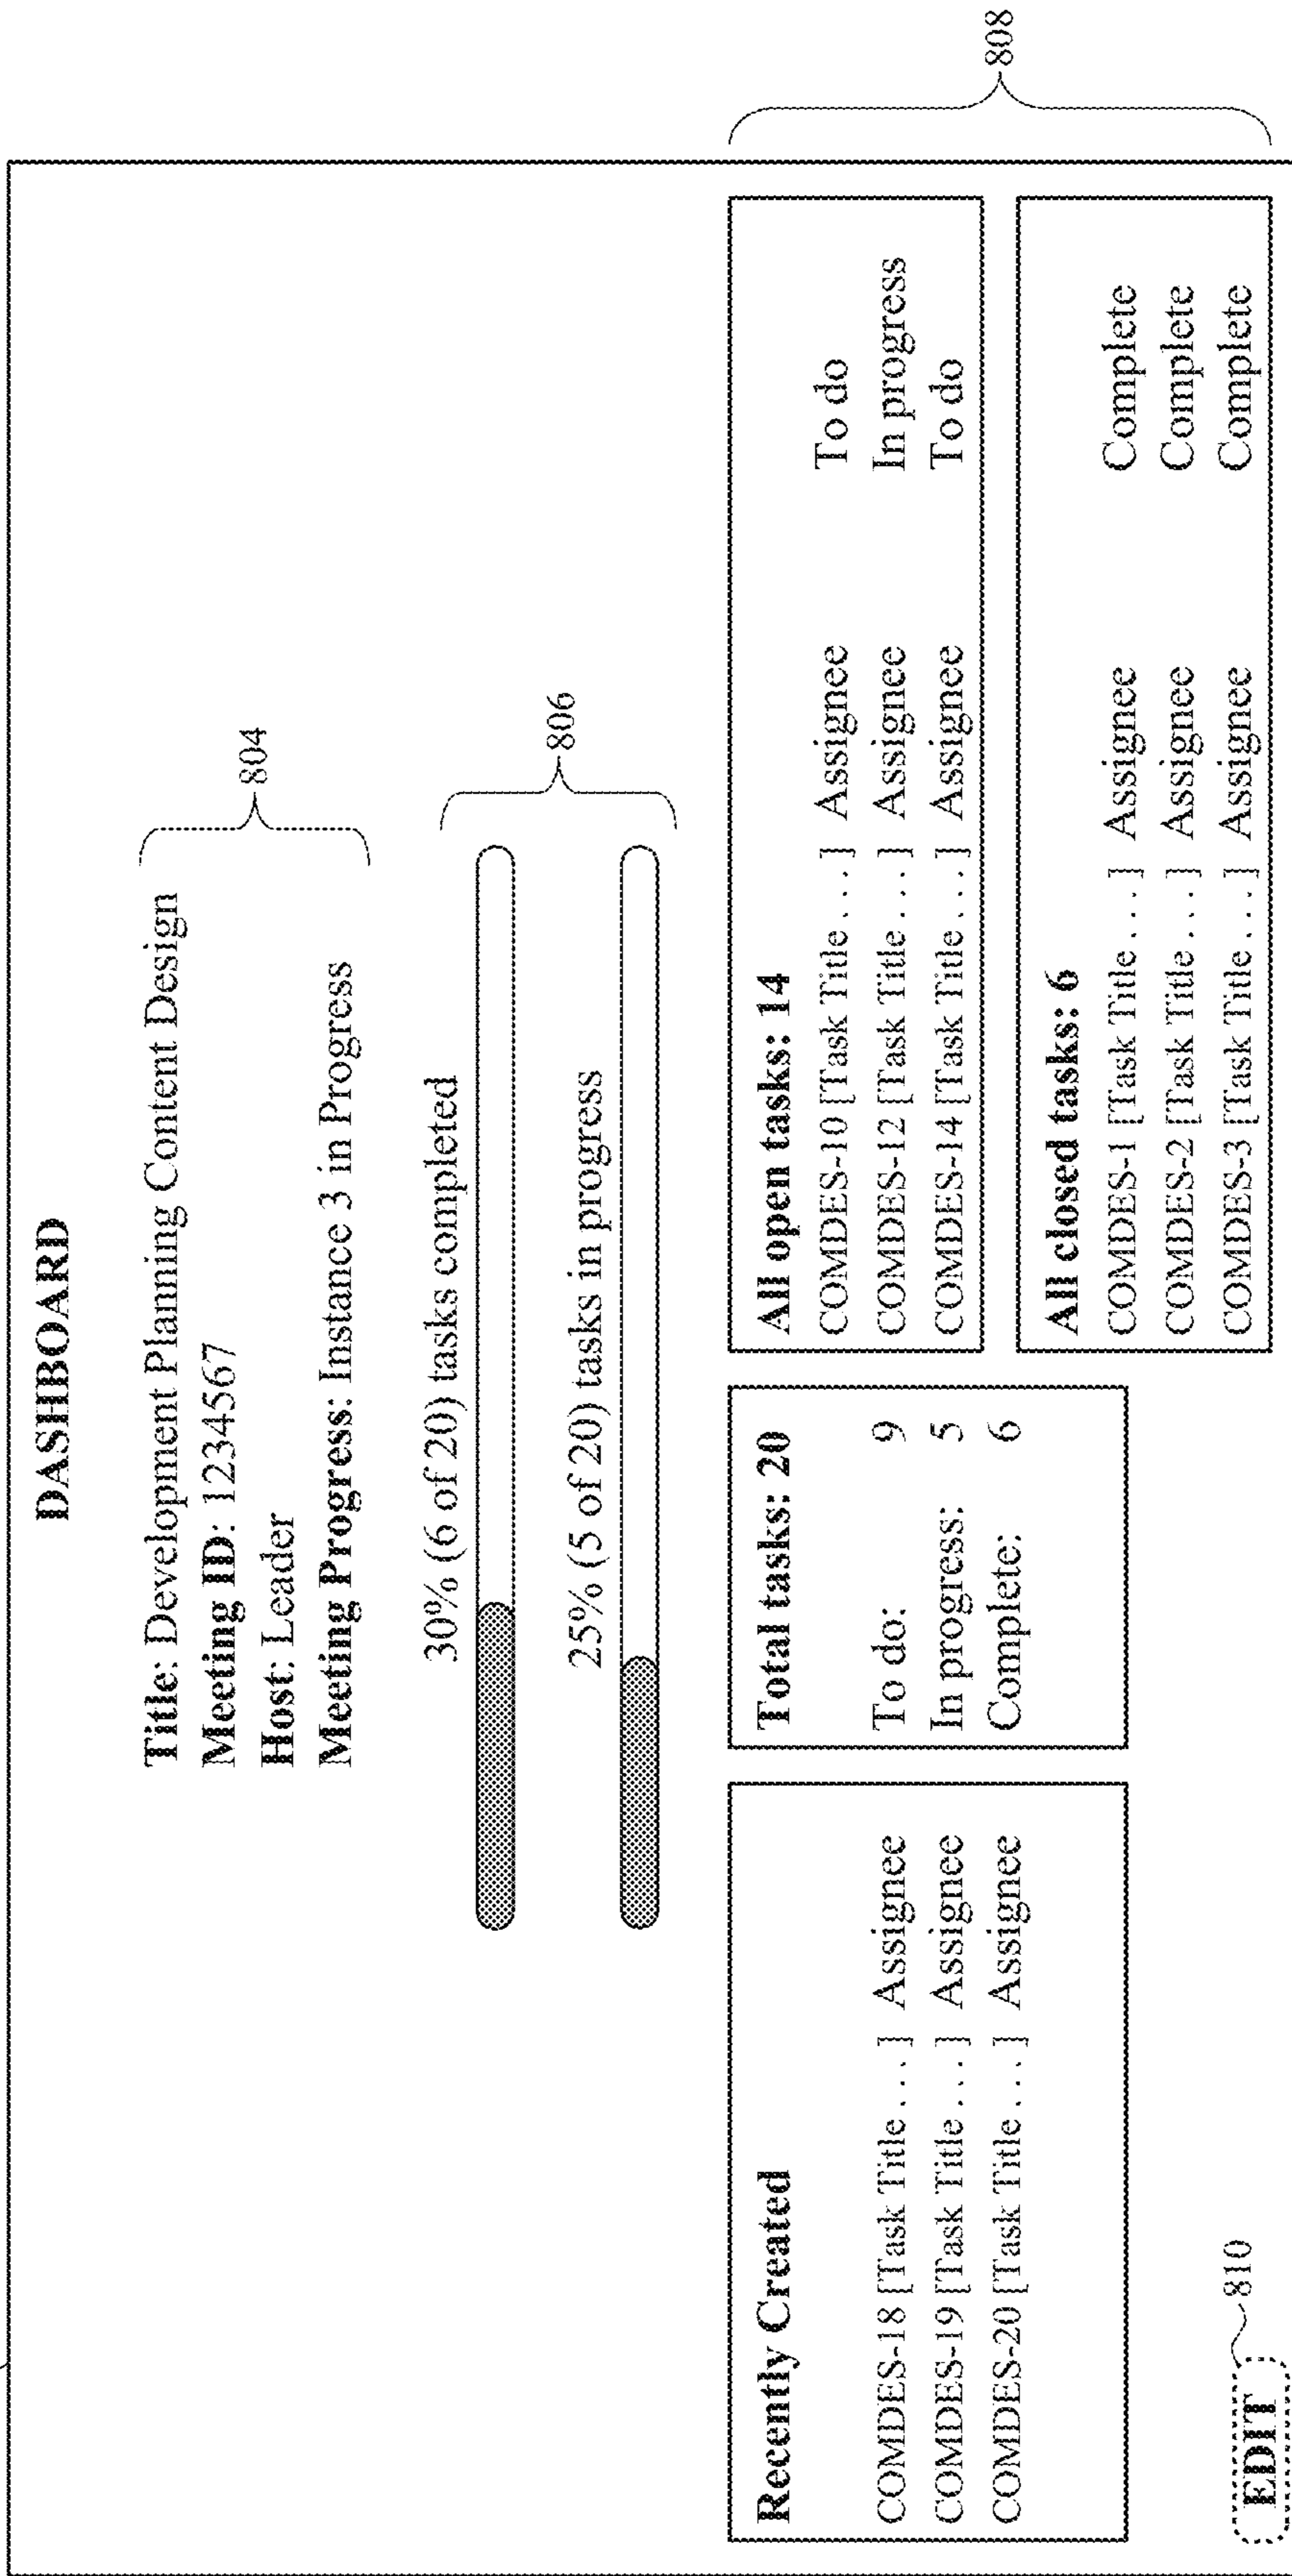 DASHBOARD
Title: Development Planning Content Design
Meeting ID: 1234567
Host: Leader
Meeting Progress: Instance 3 in Progress
804
30% (6 of 20) tasks completed
25% (5 of 20) tasks in progress
806
Recently Created
COMDES-18 [Task Title . . . ] Assignee
COMDES-19 [Task Title . . . ] Assignee
COMDES-20 [Task Title . . . ] Assignee
Total tasks: 20
To do: 9
In progress: 5
Complete: 6
All open tasks: 14
COMDES-10 [Task Title . . . ] Assignee To do
COMDES-12 [Task Title . . . ] Assignee In progress
COMDES-14 [Task Title . . . ] Assignee To do
All closed tasks: 6
COMDES-1 [Task Title . . . ] Assignee Complete
COMDES-2 [Task Title . . . ] Assignee Complete
COMDES-3 [Task Title . . . ] Assignee Complete
808
EDIT
810